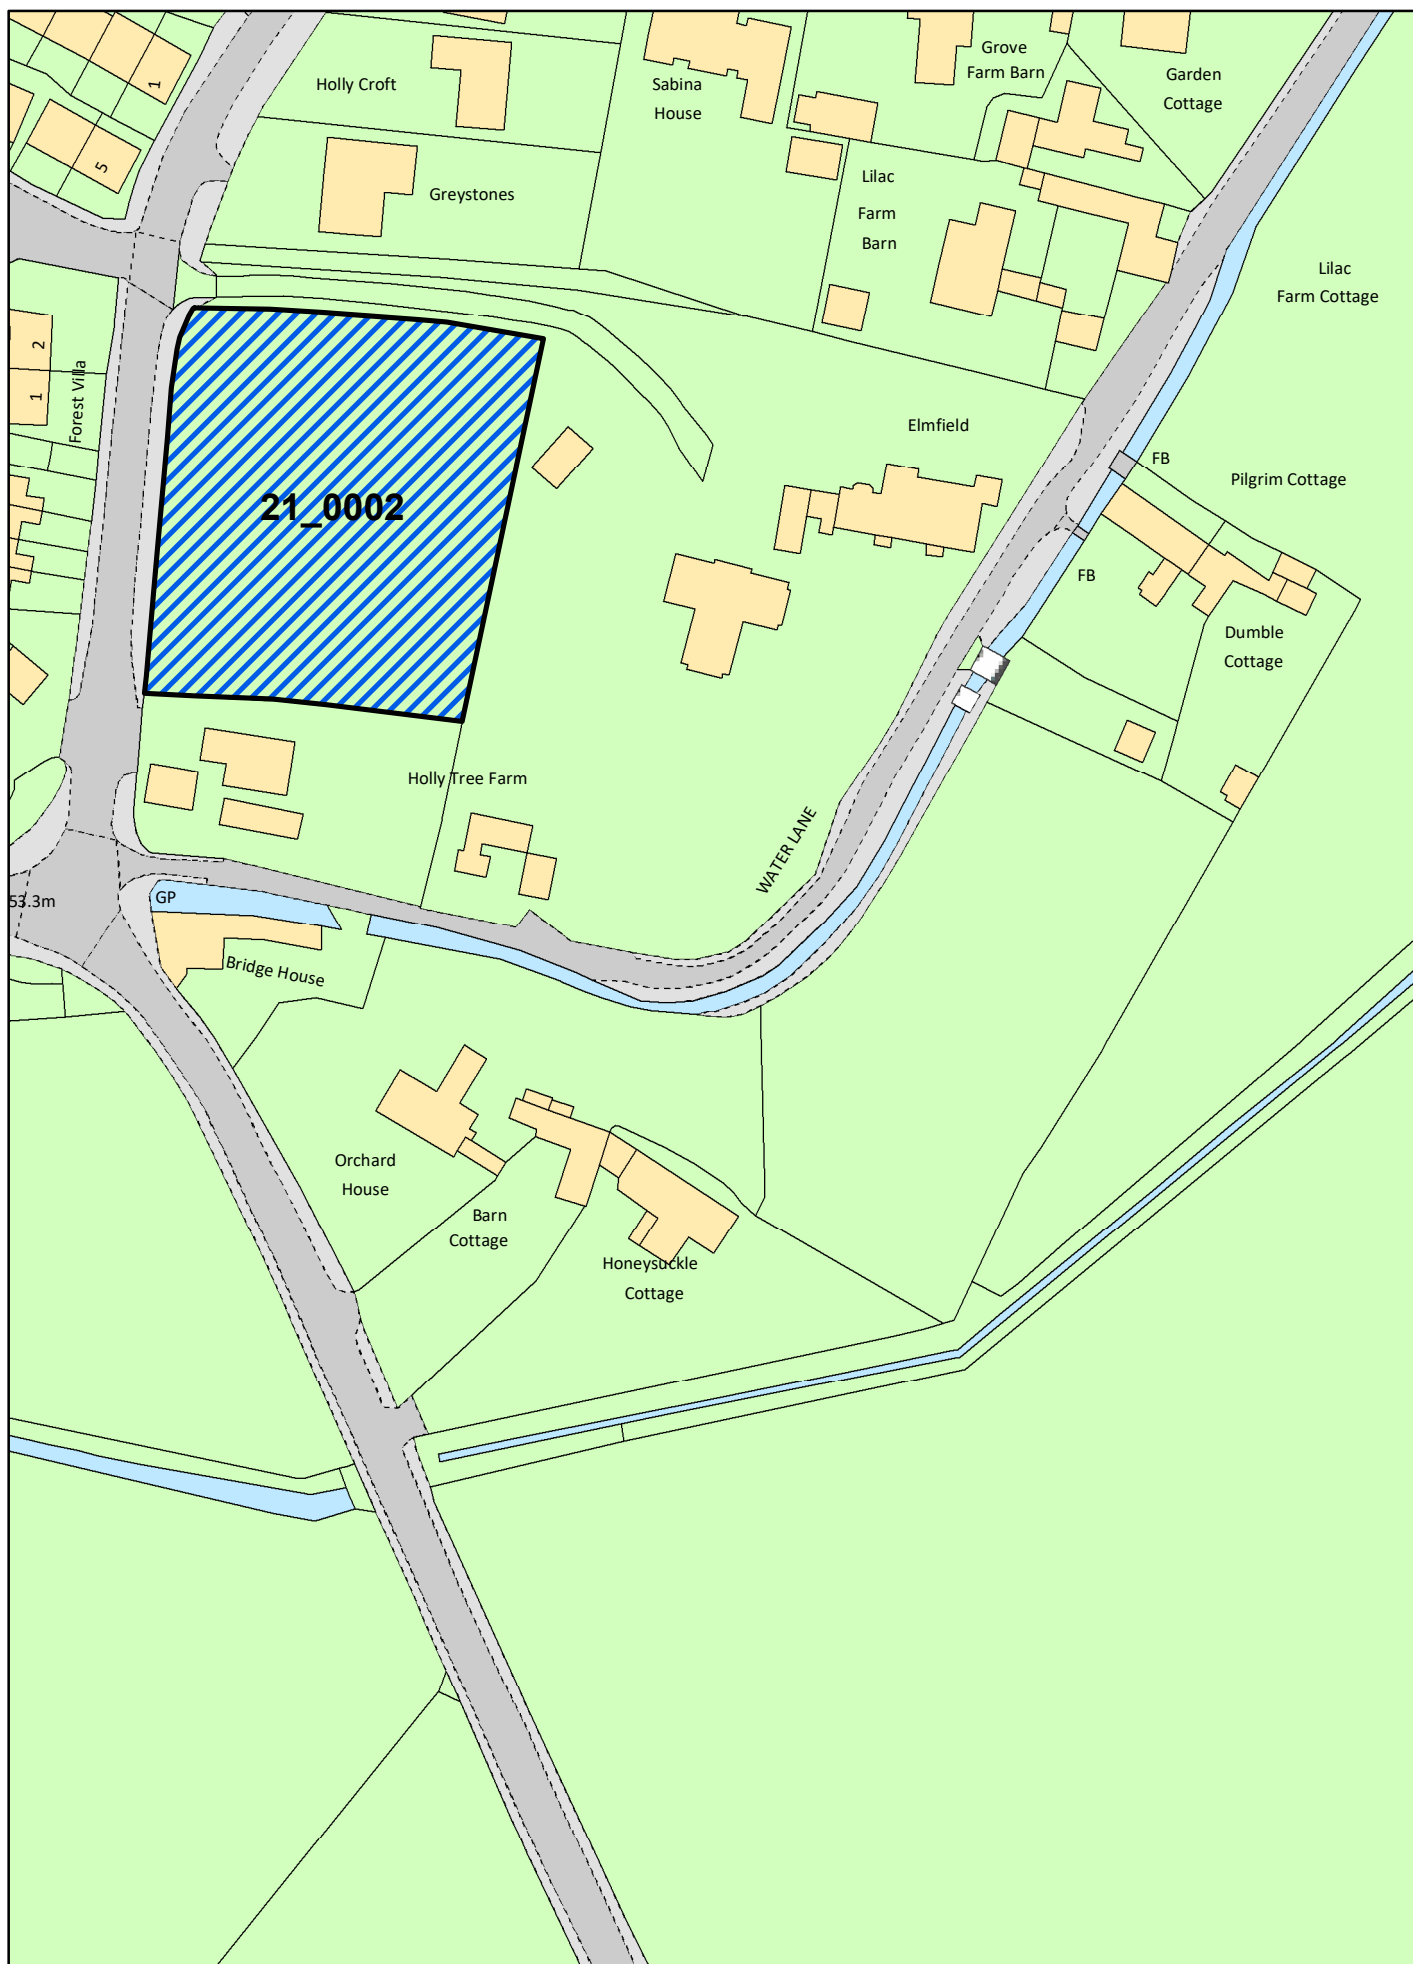 1
5
Holly Croft
Greystones
Sabina
House
Grove
Farm Barn
Garden
Cottage
Lilac
Farm
Barn
Lilac
Farm Cottage
2
1
Forest Villa
21_0002
Elmfield
FB
Pilgrim Cottage
FB
Dumble
Cottage
Holly Tree Farm
WATER LANE
53.3m
GP
Bridge House
Orchard
House
Barn
Cottage
Honeysuckle
Cottage